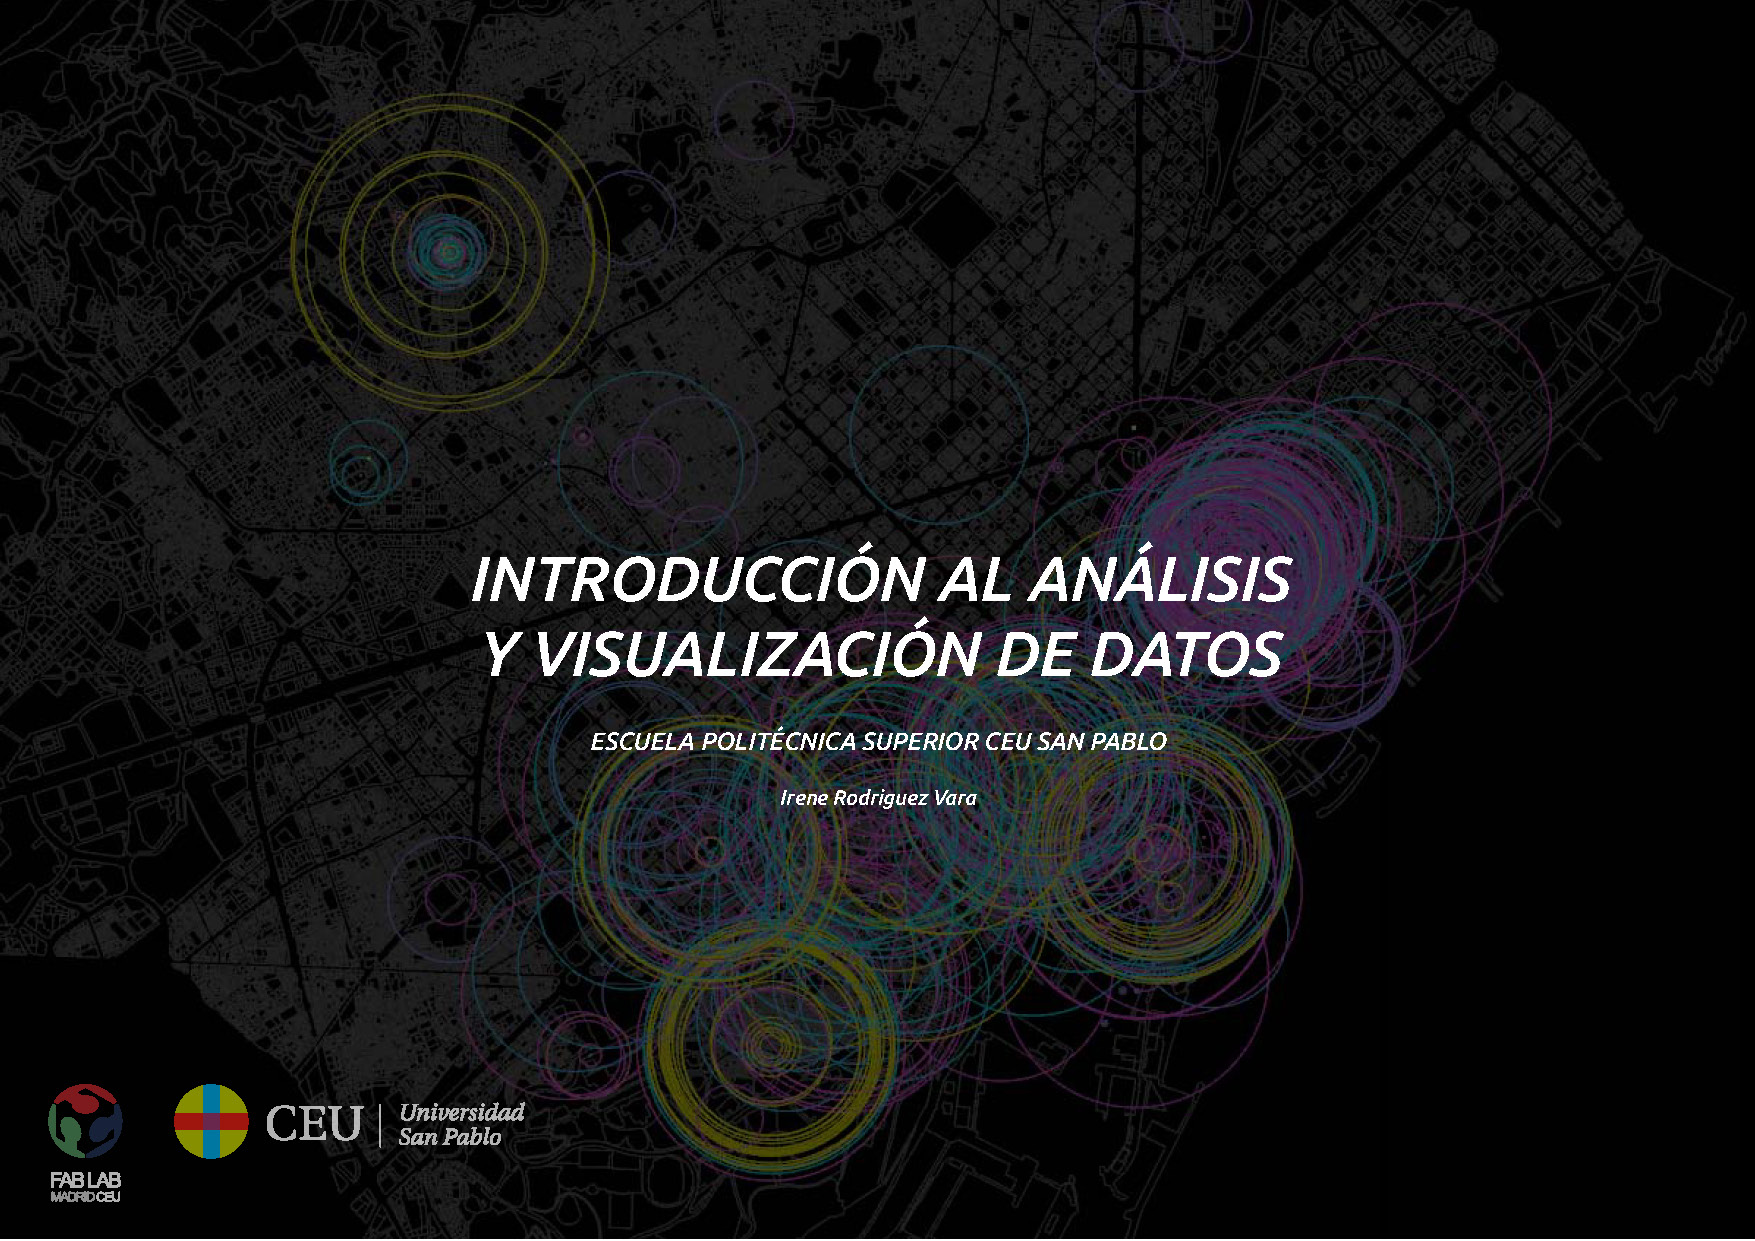 INTRODUCCIÓN AL ANÁLISIS
Y VISUALIZACIÓN DE DATOS
ESCUELA POLITÉCNICA SUPERIOR CEU SAN PABLO
Irene Rodriguez Vara
FAB LAB
MADRID CEU
CEU
Universidad
San Pablo